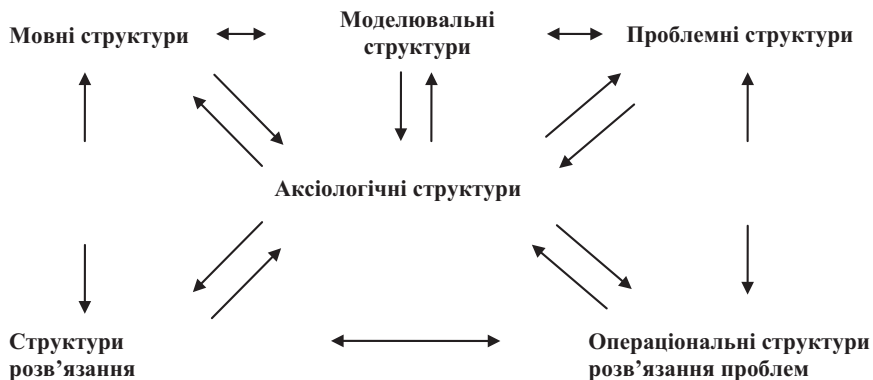 Мовні структури
Моделювальні
структури
Проблемні структури
Аксіологічні структури
Структури
розв'язання
Операціональні структури
розв'язання проблем